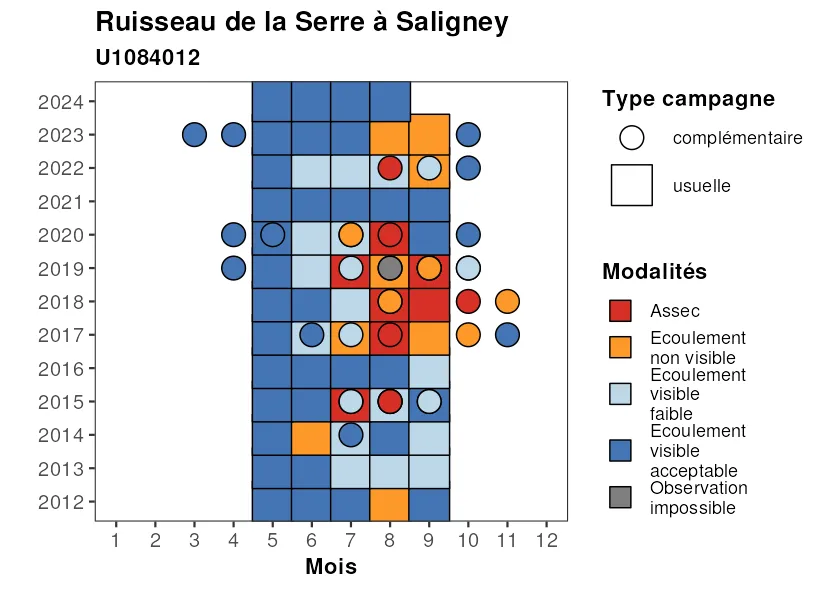 Ruisseau de la Serre à Saligney
U1084012
2024
2023
2022
2021
2020
2019
2018
2017
2016
2015
2014
2013
2012
1 2 3 4 5 6 7 8 9 10 11 12
Mois
Type campagne
complémentaire
usuelle
Modalités
Assec
Ecoulement
non visible
Ecoulement
visible
faible
Ecoulement
visible
acceptable
Observation
impossible